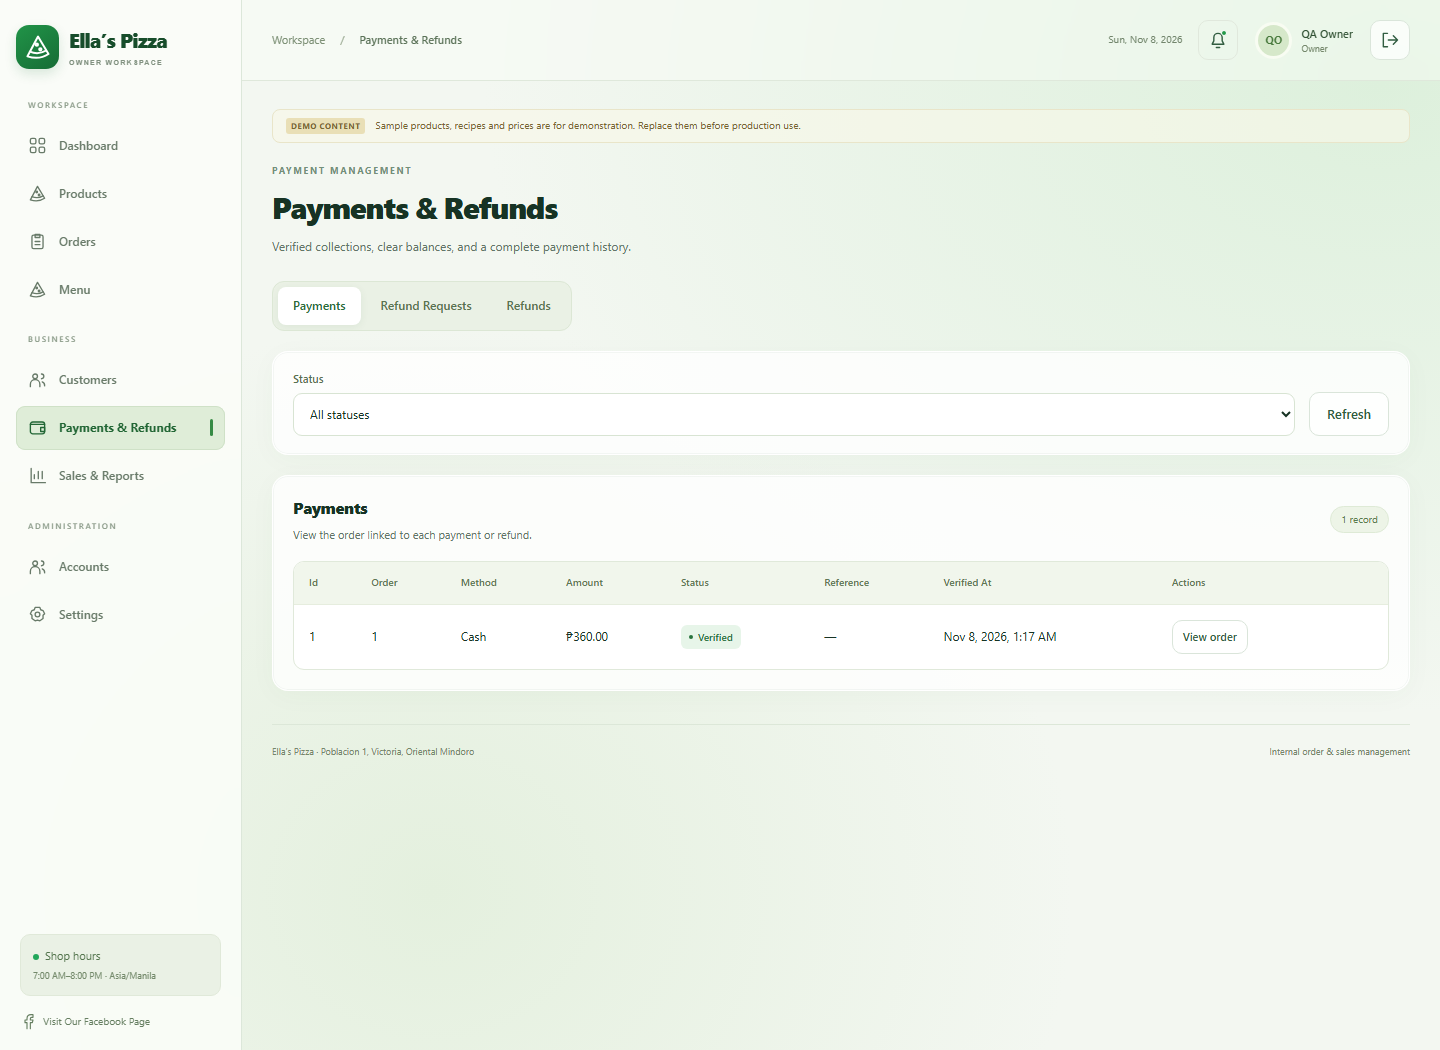 Ella's Pizza
OWNER WORKSPACE
WORKSPACE
Dashboard
Products
Orders
Menu
BUSINESS
Customers
Payments & Refunds
Sales & Reports
ADMINISTRATION
Accounts
Settings
Shop hours
7:00 AM–8:00 PM · Asia/Manila
Visit Our Facebook Page
Workspace / Payments & Refunds
Sun, Nov 8, 2026
QO
QA Owner
Owner
DEMO CONTENT Sample products, recipes and prices are for demonstration. Replace them before production use.
PAYMENT MANAGEMENT
Payments & Refunds
Verified collections, clear balances, and a complete payment history.
Payments Refund Requests Refunds
Status
All statuses
Refresh
Payments
View the order linked to each payment or refund.
1 record
Id Order Method Amount Status Reference Verified At Actions
1 1 Cash ₱360.00 Verified — Nov 8, 2026, 1:17 AM View order
Ella's Pizza · Poblacion 1, Victoria, Oriental Mindoro
Internal order & sales management